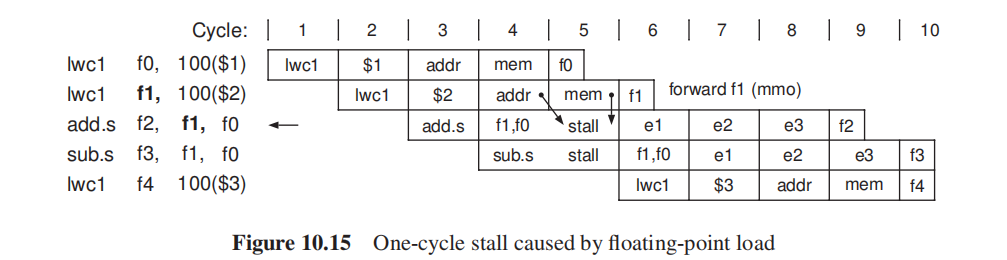 Cycle: 1 2 3 4 5 6 7 8 9 10
lwc1 f0, 100($1) lwc1 $1 addr mem f0
lwc1 f1, 100($2) lwc1 $2 addr mem f1 forward f1 (mmo)
add.s f2, f1, f0 add.s f1,f0 stall e1 e2 e3 f2
sub.s f3, f1, f0 sub.s stall f1,f0 e1 e2 e3 f3
lwc1 f4 100($3) lwc1 $3 addr mem f4
Figure 10.15 One-cycle stall caused by floating-point load